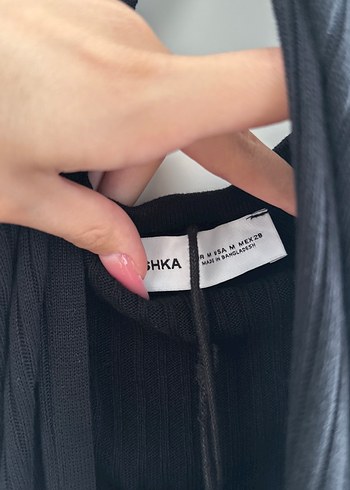 SHKA
R M USA M MEX 28
MADE IN BANGLADESH